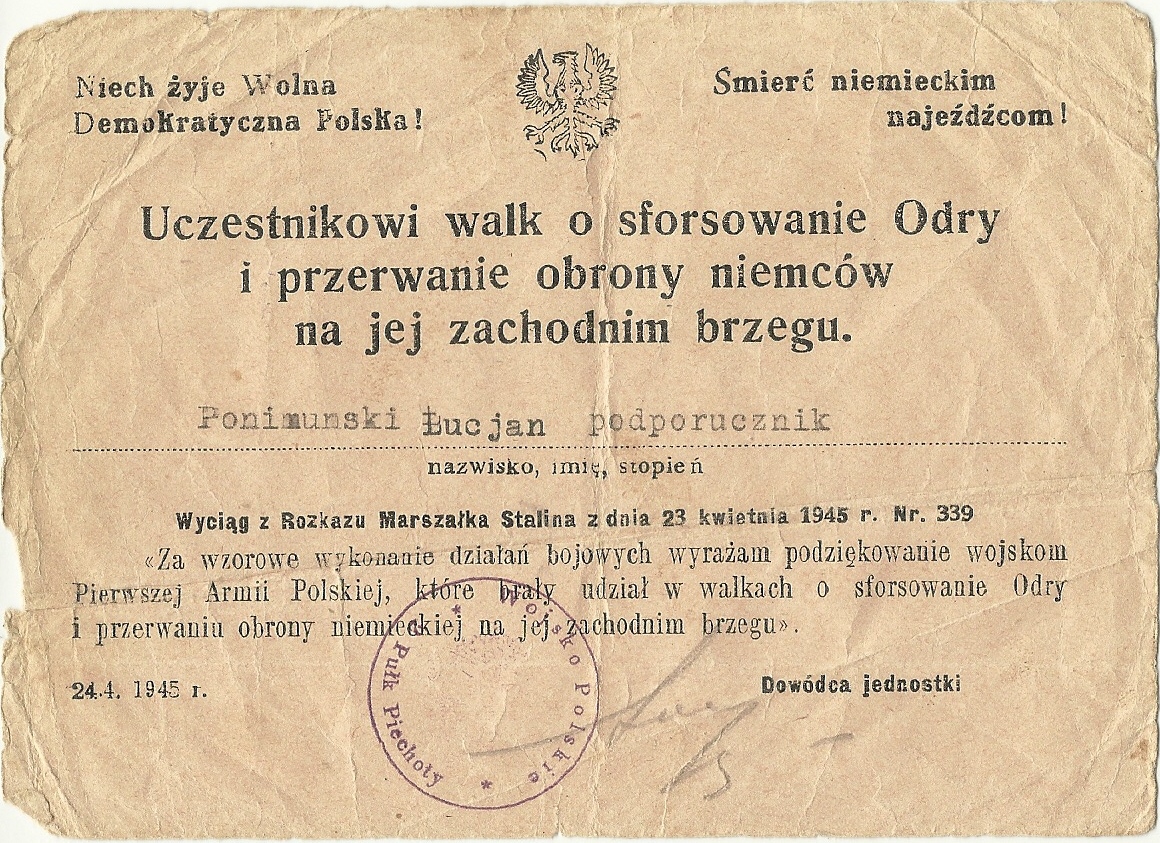 Niech żyje Wolna
Demokratyczna Polska!
Śmierć niemieckim
najeźdźcom!
Uczestnikowi walk o sforsowanie Odry
i przerwanie obrony niemców
na jej zachodnim brzegu.
Ponimunski Łucjan podporucznik
nazwisko, imię, stopień
Wyciąg z Rozkazu Marszałka Stalina z dnia 23 kwietnia 1945 r. Nr. 339
«Za wzorowe wykonanie działań bojowych wyrażam podziękowanie wojskom
Pierwszej Armii Polskiej, które brały udział w walkach o sforsowanie Odry
i przerwaniu obrony niemieckiej na jej zachodnim brzegu».
24.4. 1945 r.
Dowódca jednostki
Wojsko Polskie
Pułk Piechoty